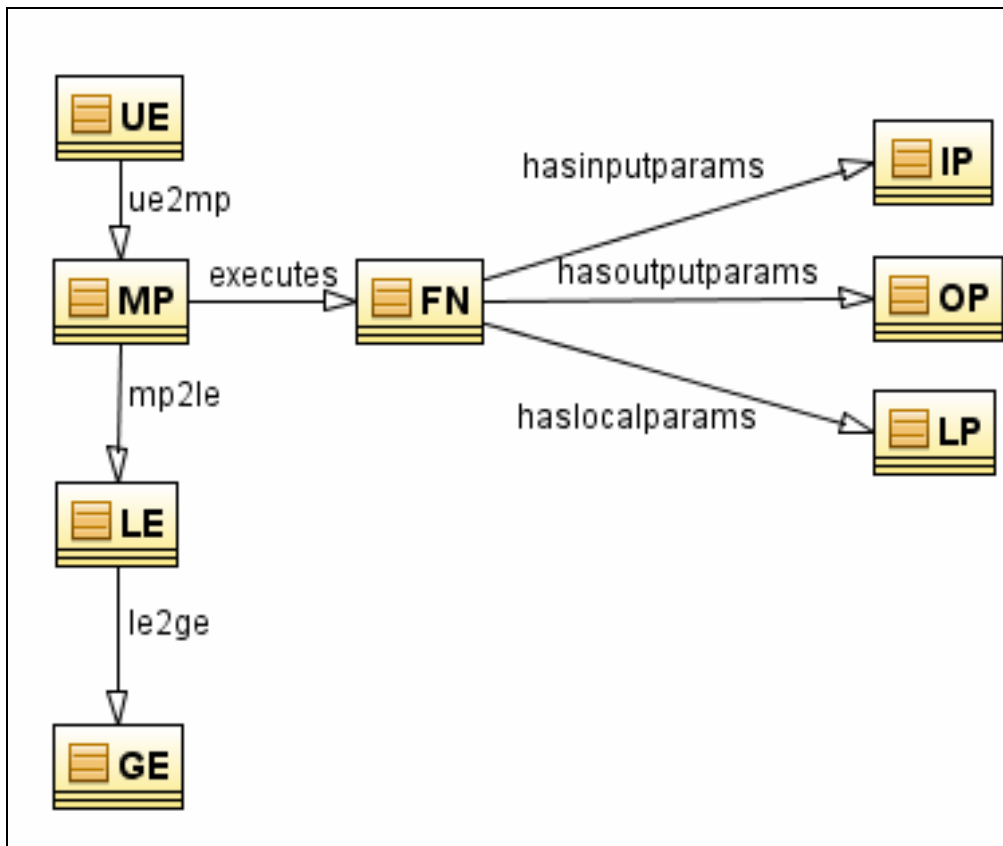 UE
IP
hasinputparams
ue2mp
executes
hasoutputparams
MP
FN
OP
mp2le
haslocalparams
LP
LE
le2ge
GE